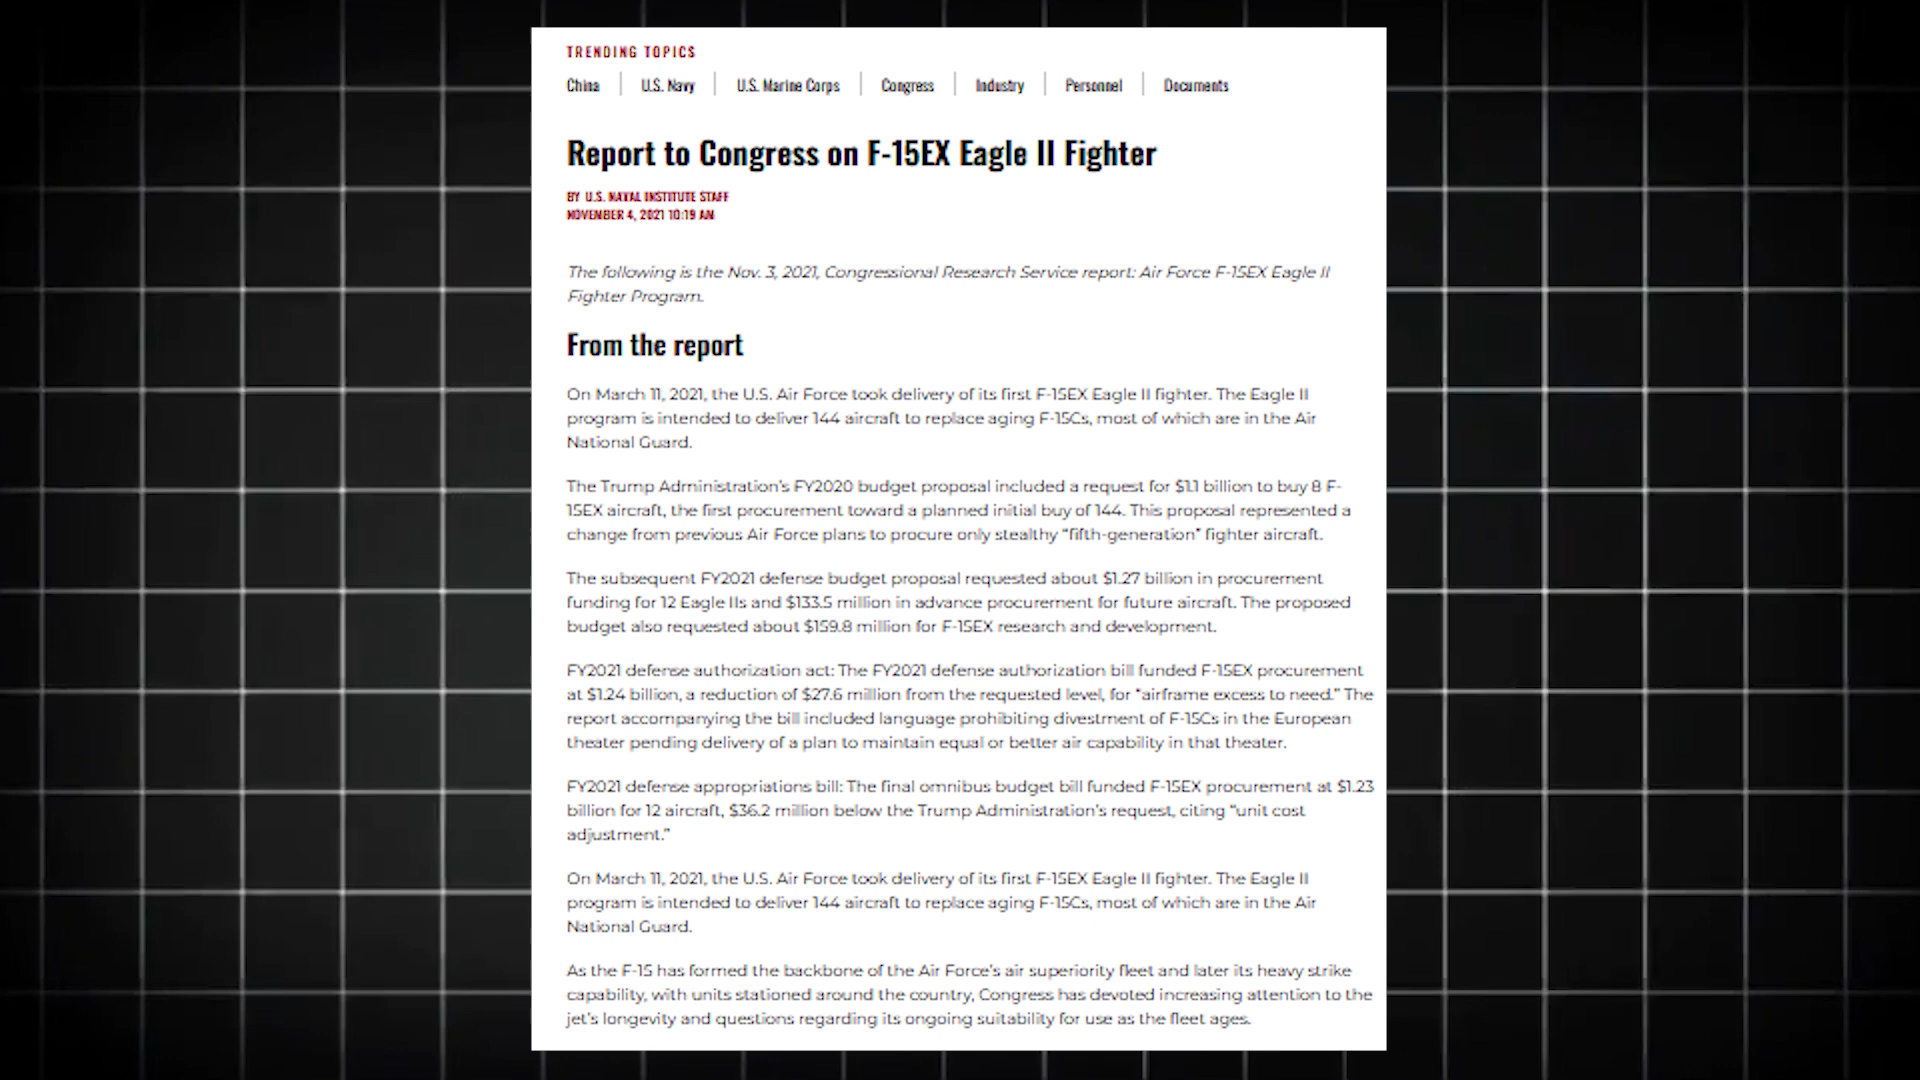 TRENDING TOPICS
China | U.S. Navy | U.S. Marine Corps | Congress | Industry | Personnel | Documents
Report to Congress on F-15EX Eagle II Fighter
BY U.S. NAVAL INSTITUTE STAFF
NOVEMBER 4, 2021 10:19 AM
The following is the Nov. 3, 2021, Congressional Research Service report: Air Force F-15EX Eagle II
Fighter Program.
From the report
On March 11, 2021, the U.S. Air Force took delivery of its first F-15EX Eagle II fighter. The Eagle II
program is intended to deliver 144 aircraft to replace aging F-15Cs, most of which are in the Air
National Guard.
The Trump Administration's FY2020 budget proposal included a request for $1.1 billion to buy 8 F-
15EX aircraft, the first procurement toward a planned initial buy of 144. This proposal represented a
change from previous Air Force plans to procure only stealthy “fifth-generation” fighter aircraft.
The subsequent FY2021 defense budget proposal requested about $1.27 billion in procurement
funding for 12 Eagle IIs and $133.5 million in advance procurement for future aircraft. The proposed
budget also requested about $159.8 million for F-15EX research and development.
FY2021 defense authorization act: The FY2021 defense authorization bill funded F-15EX procurement
at $1.24 billion, a reduction of $27.6 million from the requested level, for “airframe excess to need.” The
report accompanying the bill included language prohibiting divestment of F-15Cs in the European
theater pending delivery of a plan to maintain equal or better air capability in that theater.
FY2021 defense appropriations bill: The final omnibus budget bill funded F-15EX procurement at $1.23
billion for 12 aircraft, $36.2 million below the Trump Administration's request, citing “unit cost
adjustment.”
On March 11, 2021, the U.S. Air Force took delivery of its first F-15EX Eagle II fighter. The Eagle II
program is intended to deliver 144 aircraft to replace aging F-15Cs, most of which are in the Air
National Guard.
As the F-15 has formed the backbone of the Air Force's air superiority fleet and later its heavy strike
capability, with units stationed around the country, Congress has devoted increasing attention to the
jet's longevity and questions regarding its ongoing suitability for use as the fleet ages.